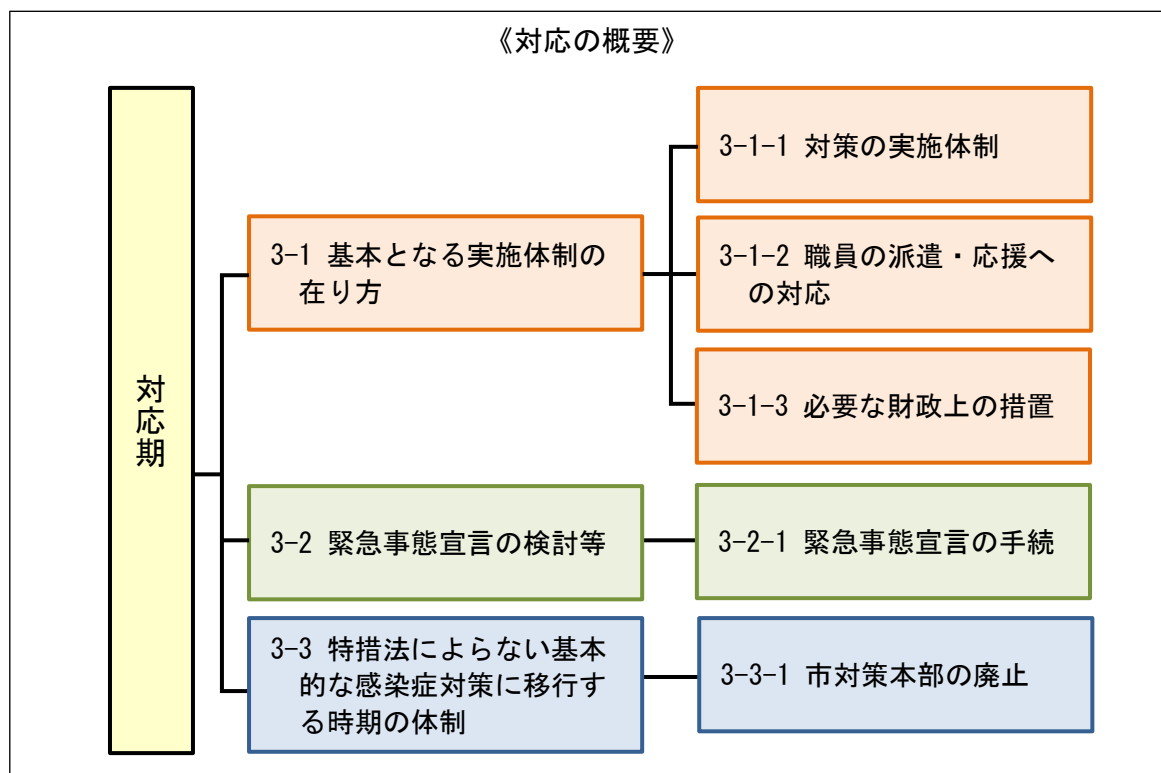 《対応の概要》
対応期
3-1 基本となる実施体制の
在り方
3-1-1 対策の実施体制
3-1-2 職員の派遣・応援へ
の対応
3-1-3 必要な財政上の措置
3-2 緊急事態宣言の検討等
3-2-1 緊急事態宣言の手続
3-3 特措法によらない基本
的な感染症対策に移行す
る時期の体制
3-3-1 市対策本部の廃止